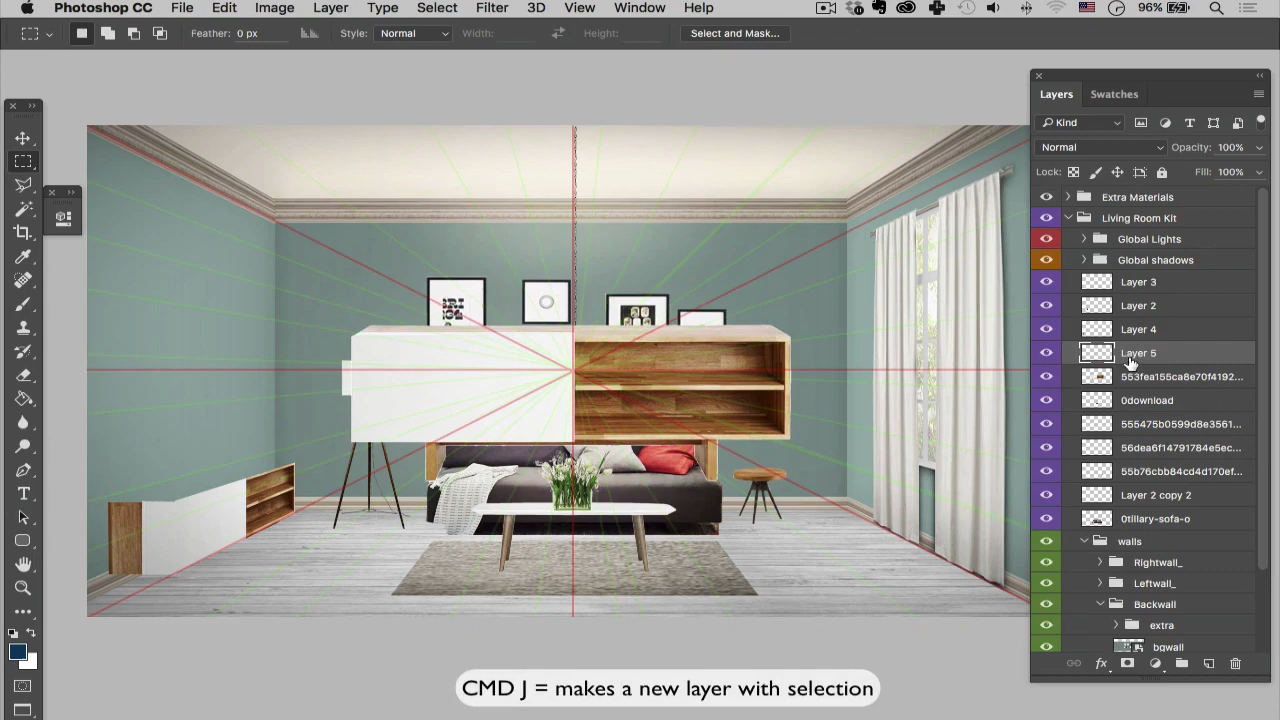 Photoshop CC File Edit Image Layer Type Select Filter 3D View Window Help 96%
Feather: 0 px Style: Normal Width: Height: Select and Mask...
Layers Swatches
Kind
Normal Opacity: 100%
Lock: Fill: 100%
Extra Materials
Living Room Kit
Global Lights
Global shadows
Layer 3
Layer 2
Layer 4
Layer 5
553fea155ca8e70f4192...
0download
555475b0599d8e3561...
56dea6f14791784e5ec...
55b76cbb84cd4d170ef...
Layer 2 copy 2
0tillary-sofa-o
walls
Rightwall_
Leftwall_
Backwall
extra
bgwall
CMD J = makes a new layer with selection